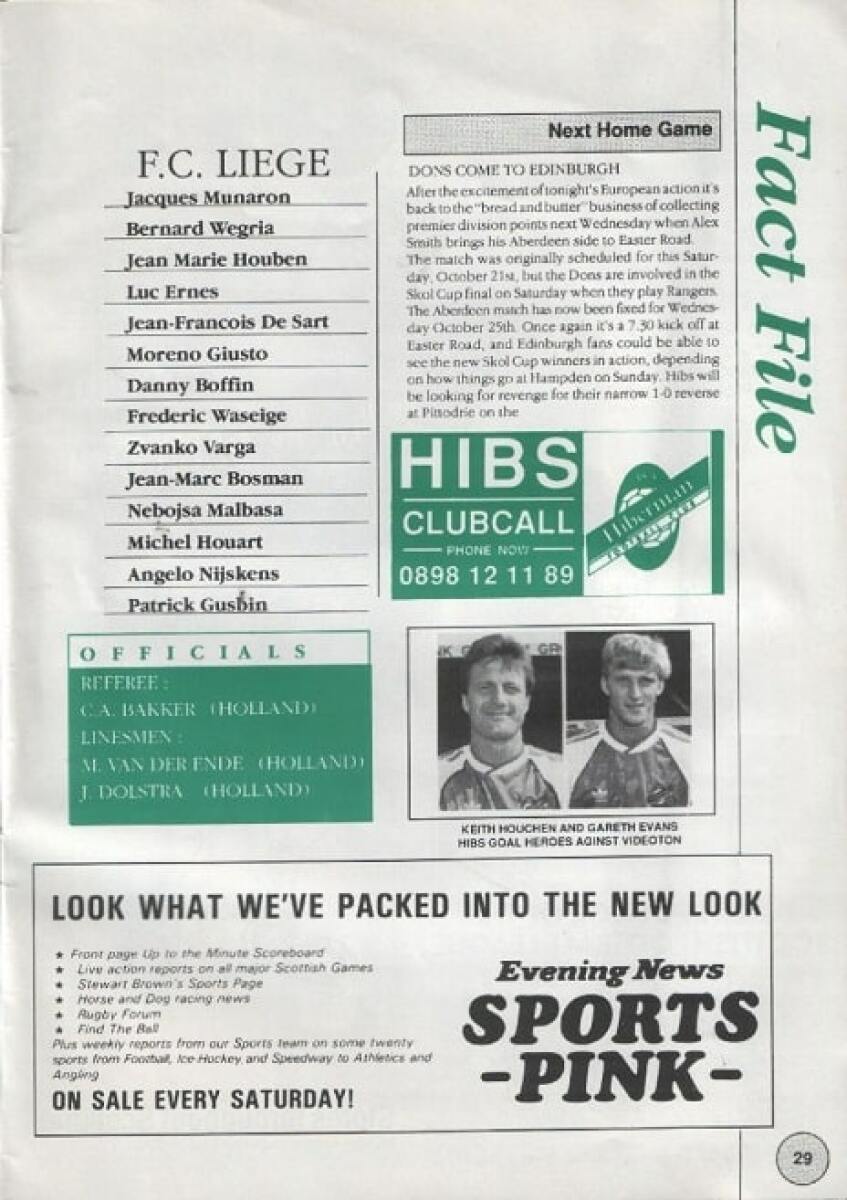 F.C. LIEGE
Jacques Munaron
Bernard Wegria
Jean Marie Houben
Luc Ernes
Jean-Francois De Sart
Moreno Giusto
Danny Boffin
Frederic Waseige
Zvanko Varga
Jean-Marc Bosman
Nebojsa Malbasa
Michel Houart
Angelo Nijskens
Patrick Gusbin
OFFICIALS
REFEREE :
C.A. BAKKER (HOLLAND)
LINESMEN :
M. VAN DER ENDE (HOLLAND)
J. DOLSTRA (HOLLAND)
Next Home Game
DONS COME TO EDINBURGH
After the excitement of tonight's European action it's
back to the "bread and butter" business of collecting
premier division points next Wednesday when Alex
Smith brings his Aberdeen side to Easter Road.
The match was originally scheduled for this Satur-
day, October 21st, but the Dons are involved in the
Skol Cup final on Saturday when they play Rangers.
The Aberdeen match has now been fixed for Wednes-
day October 25th. Once again it's a 7.30 kick off at
Easter Road, and Edinburgh fans could be able to
see the new Skol Cup winners in action, depending
on how things go at Hampden on Sunday. Hibs will
be looking for revenge for their narrow 1-0 reverse
at Pittodrie on the
HIBS
CLUBCALL
PHONE NOW
0898 12 11 89
Hibernian
FOOTBALL CLUB
KEITH HOUCHEN AND GARETH EVANS
HIBS GOAL HEROES AGINST VIDEOTON
Fact File
LOOK WHAT WE'VE PACKED INTO THE NEW LOOK
★ Front page Up to the Minute Scoreboard
★ Live action reports on all major Scottish Games
★ Stewart Brown's Sports Page
★ Horse and Dog racing news
★ Rugby Forum
★ Find The Ball
Plus weekly reports from our Sports team on some twenty
sports from Football, Ice-Hockey and Speedway to Athletics and
Angling
ON SALE EVERY SATURDAY!
Evening News
SPORTS
-PINK-
29